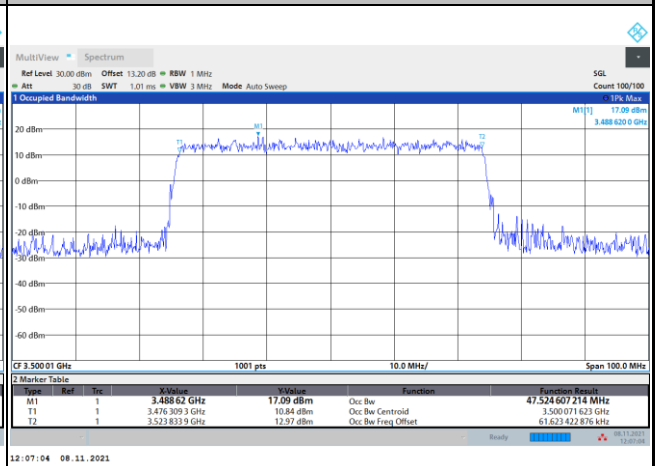 MultiView Spectrum
Ref Level 30.00 dBm Offset 13.20 dB RBW 1 MHz SGL
Att 30 dB SWT 1.01 ms VBW 3 MHz Mode Auto Sweep Count 100/100
1 Occupied Bandwidth 1Pk Max
M1[1] 17.09 dBm
3.488 620 0 GHz
M1
T1
T2
20 dBm
10 dBm
0 dBm
-10 dBm
-20 dBm
-30 dBm
-40 dBm
-50 dBm
-60 dBm
CF 3.500 01 GHz 1001 pts 10.0 MHz/ Span 100.0 MHz
2 Marker Table
Type Ref Trc X-Value Y-Value Function Function Result
M1 1 3.488 62 GHz 17.09 dBm Occ Bw 47.524 607 214 MHz
T1 1 3.476 309 3 GHz 10.84 dBm Occ Bw Centroid 3.500 071 623 GHz
T2 1 3.523 833 9 GHz 12.97 dBm Occ Bw Freq Offset 61.623 422 876 kHz
Ready 08.11.2021
12:07:04
12:07:04 08.11.2021